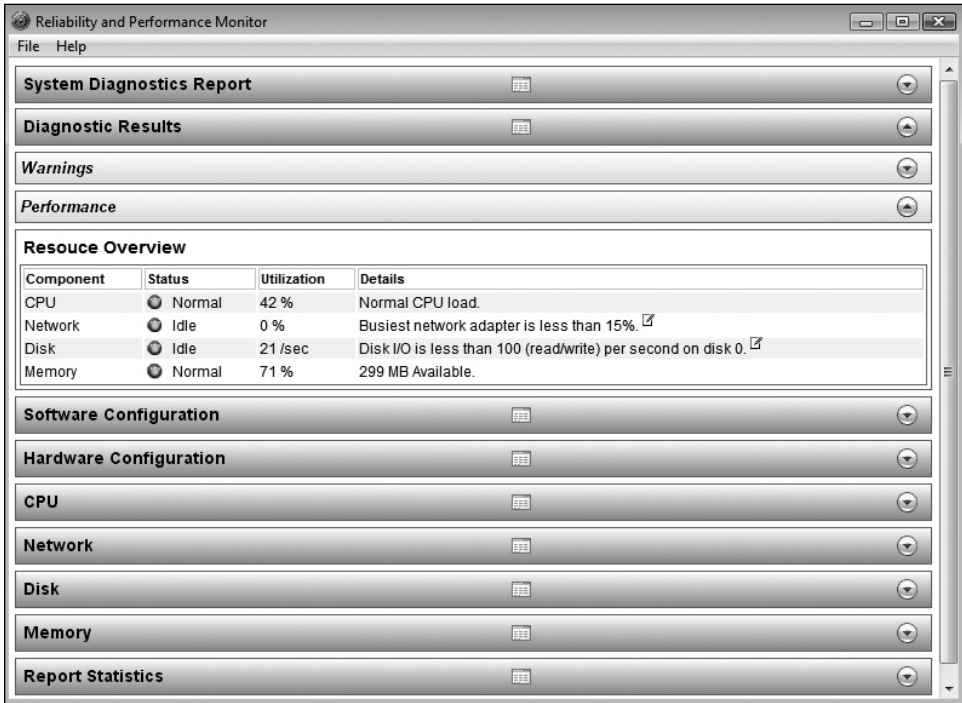 Reliability and Performance Monitor
File Help
System Diagnostics Report
Diagnostic Results
Warnings
Performance
Resouce Overview
Component Status Utilization Details
CPU Normal 42 % Normal CPU load.
Network Idle 0 % Busiest network adapter is less than 15%.
Disk Idle 21 /sec Disk I/O is less than 100 (read/write) per second on disk 0.
Memory Normal 71 % 299 MB Available.
Software Configuration
Hardware Configuration
CPU
Network
Disk
Memory
Report Statistics